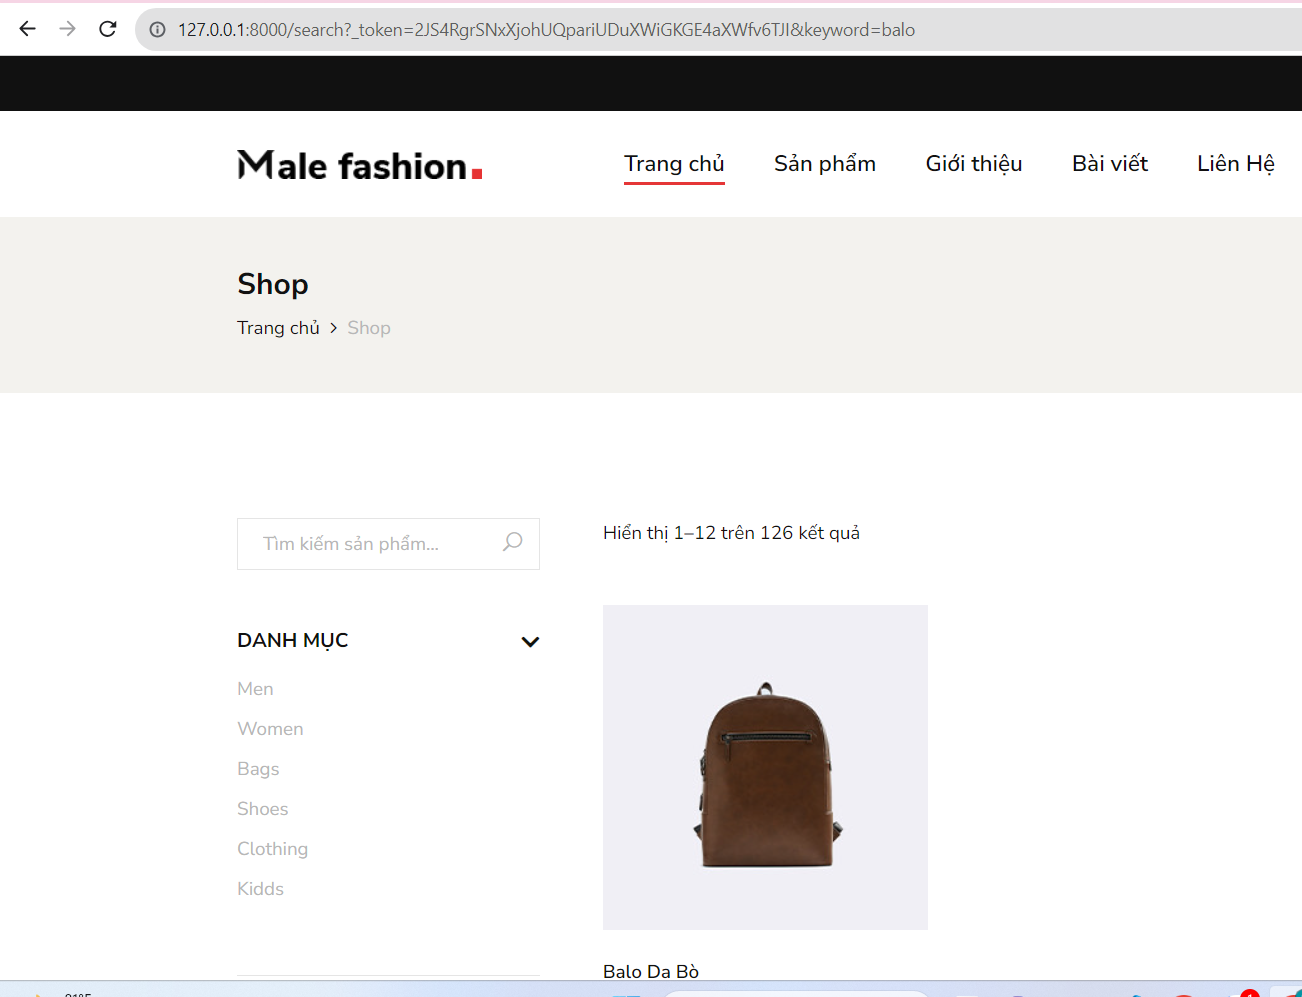 127.0.0.1:8000/search?_token=2JS4RgrSNxXjohUQpariUDuXWiGKGE4aXWfv6TJI&keyword=balo
Male fashion.
Trang chủ Sản phẩm Giới thiệu Bài viết Liên Hệ
Shop
Trang chủ > Shop
Tìm kiếm sản phẩm...
Hiển thị 1–12 trên 126 kết quả
DANH MỤC
Men
Women
Bags
Shoes
Clothing
Kidds
Balo Da Bò